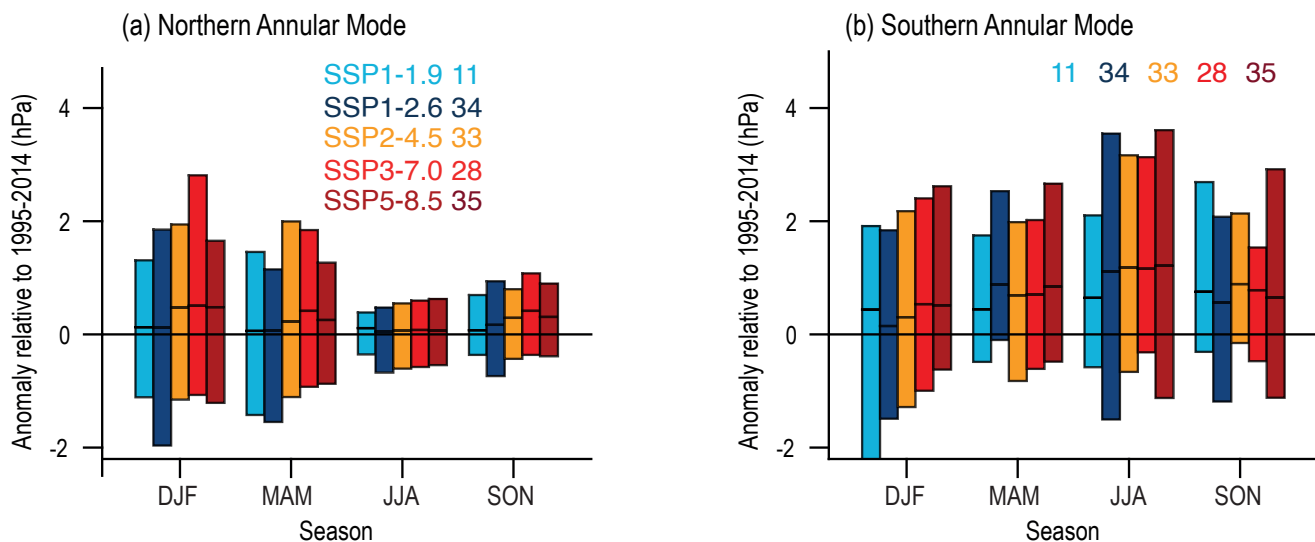 (a) Northern Annular Mode
SSP1-1.9 11
SSP1-2.6 34
SSP2-4.5 33
SSP3-7.0 28
SSP5-8.5 35
Anomaly relative to 1995-2014 (hPa)
4
2
0
-2
DJF MAM JJA SON
Season
(b) Southern Annular Mode
11 34 33 28 35
Anomaly relative to 1995-2014 (hPa)
4
2
0
-2
DJF MAM JJA SON
Season